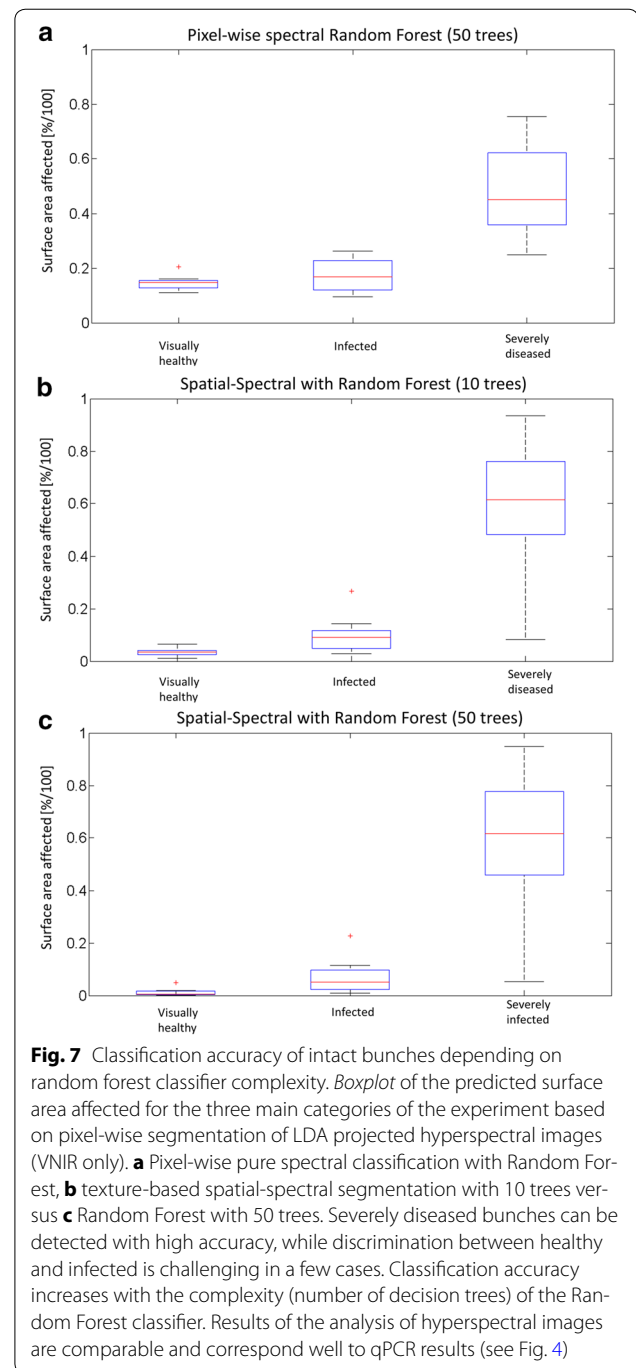 a
Pixel-wise spectral Random Forest (50 trees)
Surface area affected [%/100]
1
0.8
0.6
0.4
0.2
0
Visually
healthy
Infected
Severely
diseased
b
Spatial-Spectral with Random Forest (10 trees)
Surface area affected [%/100]
1
0.8
0.6
0.4
0.2
0
Visually
healthy
Infected
Severely
diseased
c
Spatial-Spectral with Random Forest (50 trees)
Surface area affected [%/100]
1
0.8
0.6
0.4
0.2
0
Visually
healthy
Infected
Severely
infected
Fig. 7 Classification accuracy of intact bunches depending on
random forest classifier complexity. Boxplot of the predicted surface
area affected for the three main categories of the experiment based
on pixel-wise segmentation of LDA projected hyperspectral images
(VNIR only). a Pixel-wise pure spectral classification with Random For-
est, b texture-based spatial-spectral segmentation with 10 trees ver-
sus c Random Forest with 50 trees. Severely diseased bunches can be
detected with high accuracy, while discrimination between healthy
and infected is challenging in a few cases. Classification accuracy
increases with the complexity (number of decision trees) of the Ran-
dom Forest classifier. Results of the analysis of hyperspectral images
are comparable and correspond well to qPCR results (see Fig. 4)